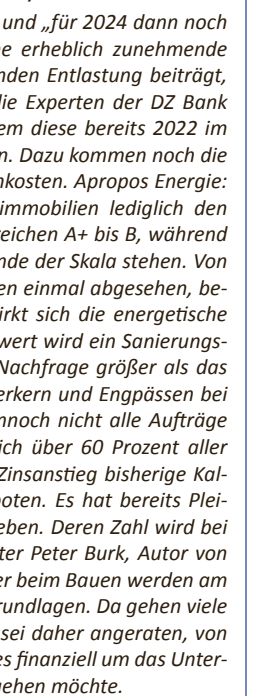 und „für 2024 dann noch
ne erheblich zunehmende
nden Entlastung beiträgt,
die Experten der DZ Bank
em diese bereits 2022 im
n. Dazu kommen noch die
nkosten. Apropos Energie:
immobilien lediglich den
reichen A+ bis B, während
nde der Skala stehen. Von
en einmal abgesehen, be-
irkt sich die energetische
wert wird ein Sanierungs-
Nachfrage größer als das
erkern und Engpässen bei
nnoch nicht alle Aufträge
ich über 60 Prozent aller
Zinsanstieg bisherige Kal-
boten. Es hat bereits Plei-
eben. Deren Zahl wird bei
ter Peter Burk, Autor von
er beim Bauen werden am
rundlagen. Da gehen viele
sei daher angeraten, von
es finanziell um das Unter-
gehen möchte.